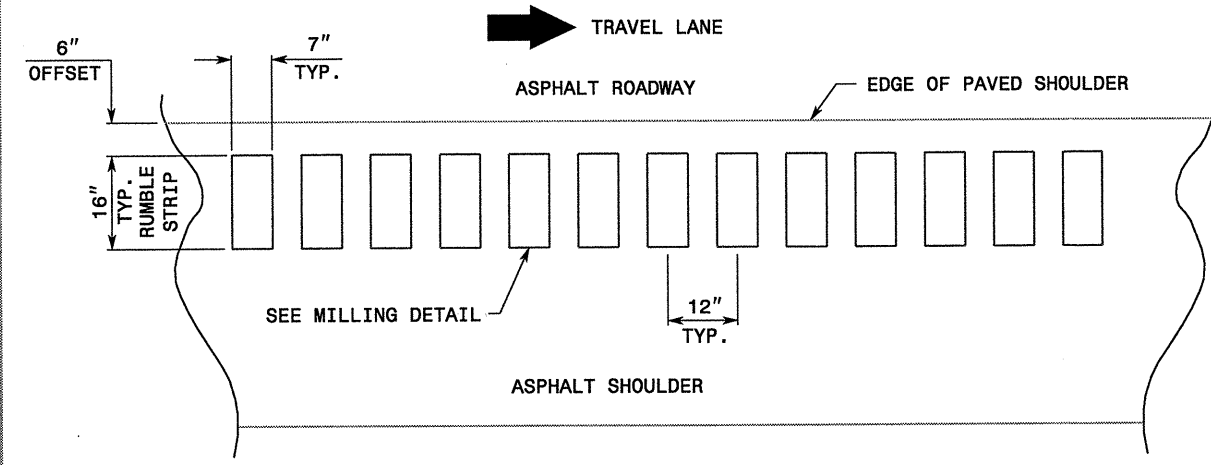 TRAVEL LANE
6"
OFFSET
7"
TYP.
ASPHALT ROADWAY
EDGE OF PAVED SHOULDER
16"
TYP.
RUMBLE
STRIP
SEE MILLING DETAIL
12"
TYP.
ASPHALT SHOULDER